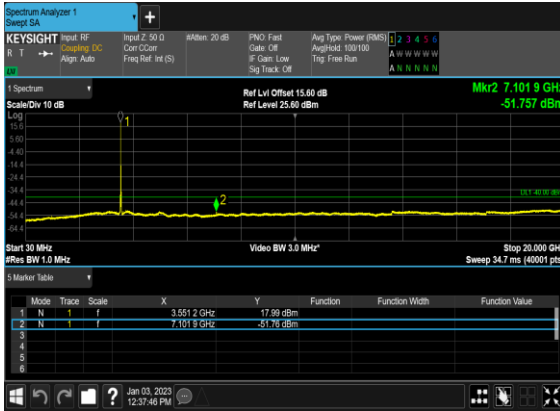 Spectrum Analyzer 1
Swept SA
+
KEYSIGHT Input: RF Input Z: 50 Ω #Atten: 20 dB PNO: Fast Avg Type: Power (RMS) 1 2 3 4 5 6
R T Coupling: DC Corr CCorr Gate: Off Avg|Hold: 100/100 A W W W W W
Align: Auto Freq Ref: Int (S) IF Gain: Low Trig: Free Run
Sig Track: Off A N N N N N
1 Spectrum
Scale/Div 10 dB
Ref Lvl Offset 15.60 dB
Ref Level 25.60 dBm
Mkr2 7.101 9 GHz
-51.757 dBm
Log
15.6
5.60
-4.40
-14.4
-24.4
-34.4
-44.4
-54.4
-64.4
1
2
DL1 -40.00 dBm
Start 30 MHz Video BW 3.0 MHz* Stop 20.000 GHz
#Res BW 1.0 MHz Sweep 34.7 ms (40001 pts)
5 Marker Table
Mode Trace Scale X Y Function Function Width Function Value
1 N 1 f 3.551 2 GHz 17.99 dBm
2 N 1 f 7.101 9 GHz -51.76 dBm
3
4
5
6
? Jan 03, 2023
12:37:46 PM